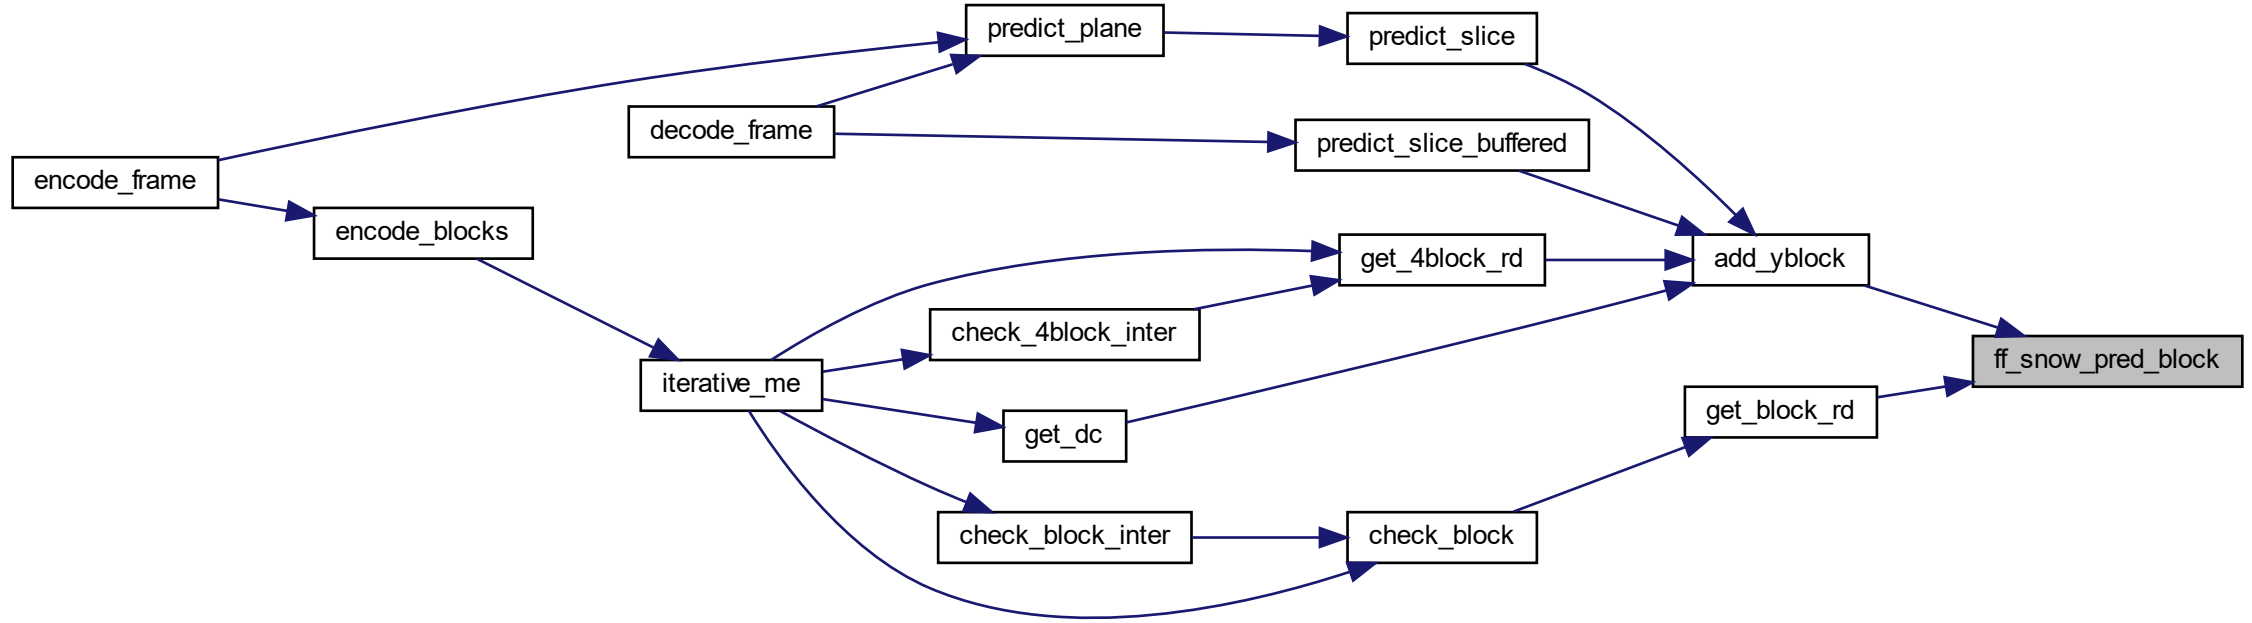 predict_plane
predict_slice
decode_frame
predict_slice_buffered
encode_frame
encode_blocks
get_4block_rd
add_yblock
check_4block_inter
ff_snow_pred_block
iterative_me
get_block_rd
get_dc
check_block_inter
check_block